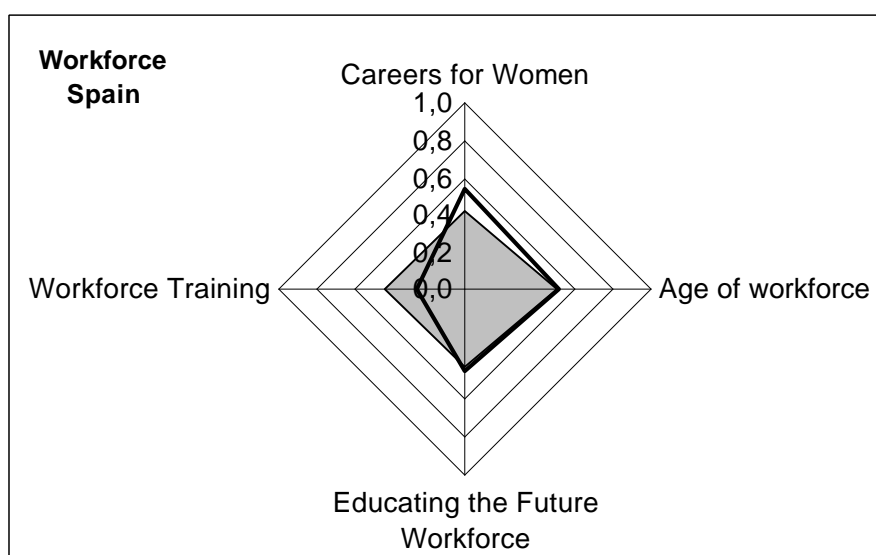 Workforce
Spain
Careers for Women
1,0
0,8
0,6
0,4
0,2
0,0
Workforce Training
Age of workforce
Educating the Future
Workforce